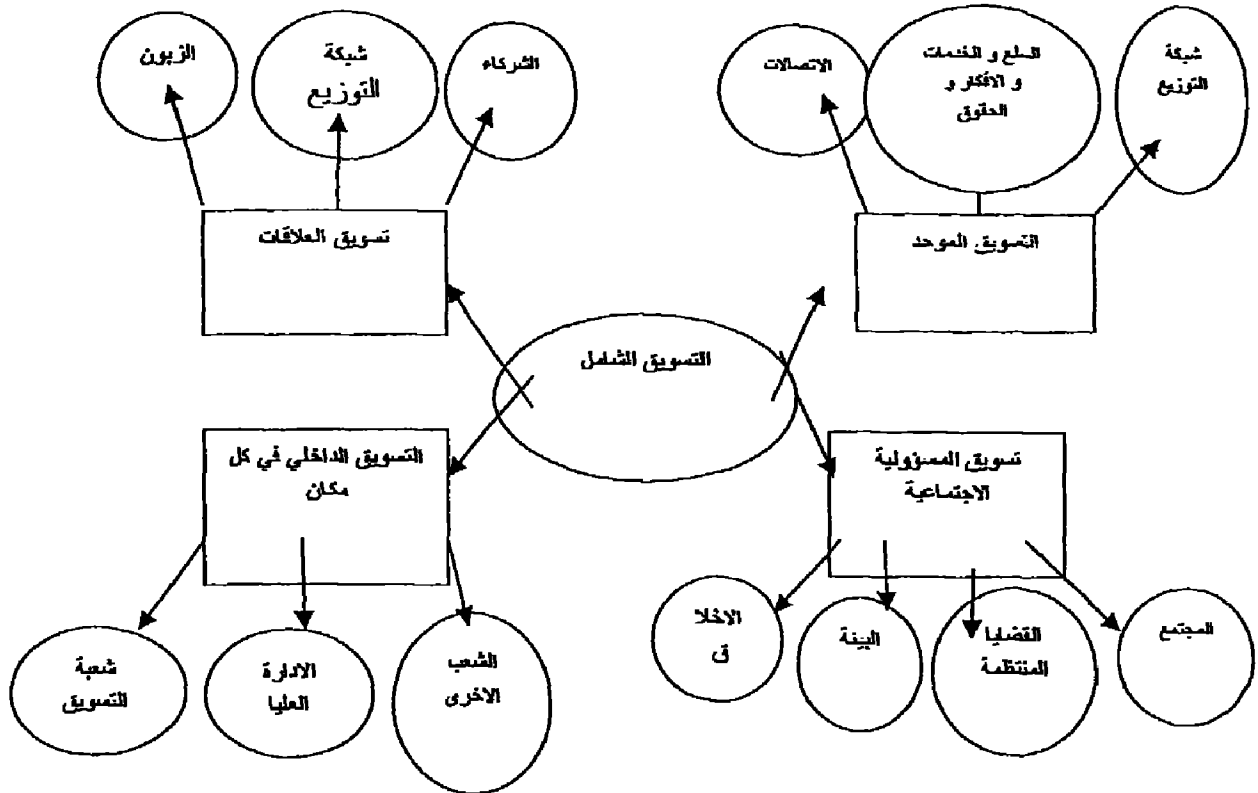 شبكة
التوزيع
السلع و الخدمات
و الافكار و
الحقوق
الاتصالات
الشركاء
شبكة
التوزيع
الزبون
التسويق الموحد
تسويق العلاقات
التسويق الشامل
تسويق المسؤولية
الاجتماعية
التسويق الداخلي في كل
مكان
المجتمع
القضايا
المنتظمة
البيئة
الاخلا
ق
الشعب
الاخرى
الادارة
العليا
شعبة
التسويق